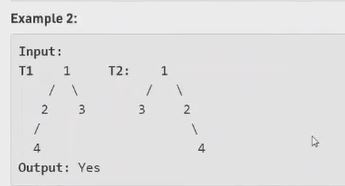 Example 2:
Input:
T1    1     T2:    1
/ \          / \
2   3       3   2
/                \
4                  4
Output: Yes